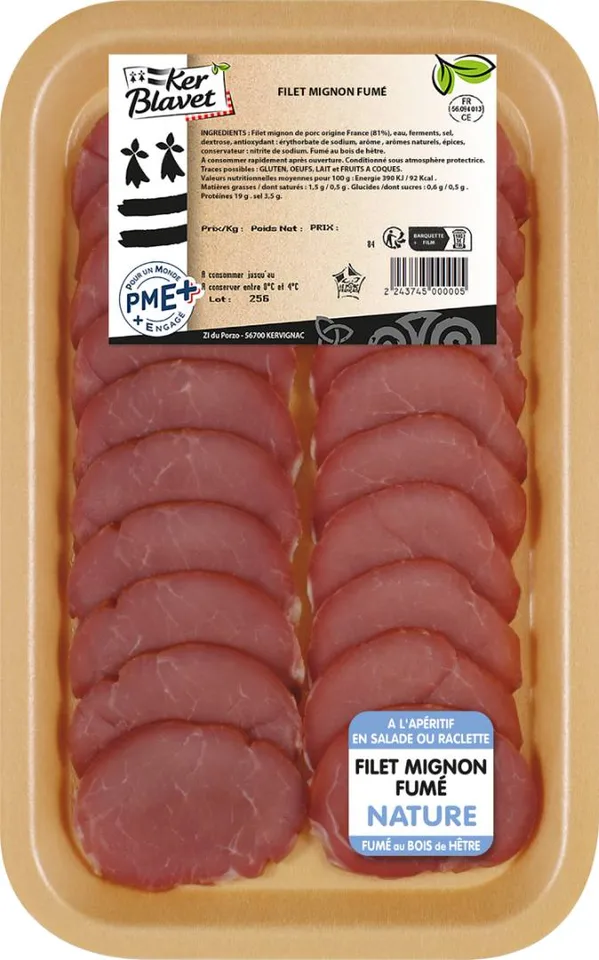 Ker
Blavet
FILET MIGNON FUMÉ
FR
56.094.013
CE
INGREDIENTS : Filet mignon de porc origine France (81%), eau, ferments, sel,
dextrose, antioxydant : érythorbate de sodium, arôme , arômes naturels, épices,
conservateur : nitrite de sodium. Fumé au bois de hêtre.
A consommer rapidement après ouverture. Conditionné sous atmosphère protectrice.
Traces possibles : GLUTEN, OEUFS, LAIT et FRUITS A COQUES.
Valeurs nutritionnelles moyennes pour 100 g : Energie 390 KJ / 92 Kcal .
Matières grasses / dont saturés : 1,5 g / 0,5 g . Glucides /dont sucres : 0,6 g / 0,5 g .
Protéines 19 g . sel 3,5 g.
Prix/Kg : Poids Net : PRIX :
84
BARQUETTE
+ FILM
A consommer jusqu'au
A conserver entre 0°C et 4°C
Lot : 256
2 243745 000005
POUR UN MONDE
PME+
+ ENGAGÉ
ZI du Porzo - 56700 KERVIGNAC
A L'APÉRITIF
EN SALADE OU RACLETTE
FILET MIGNON
FUMÉ
NATURE
FUMÉ au BOIS de HÊTRE